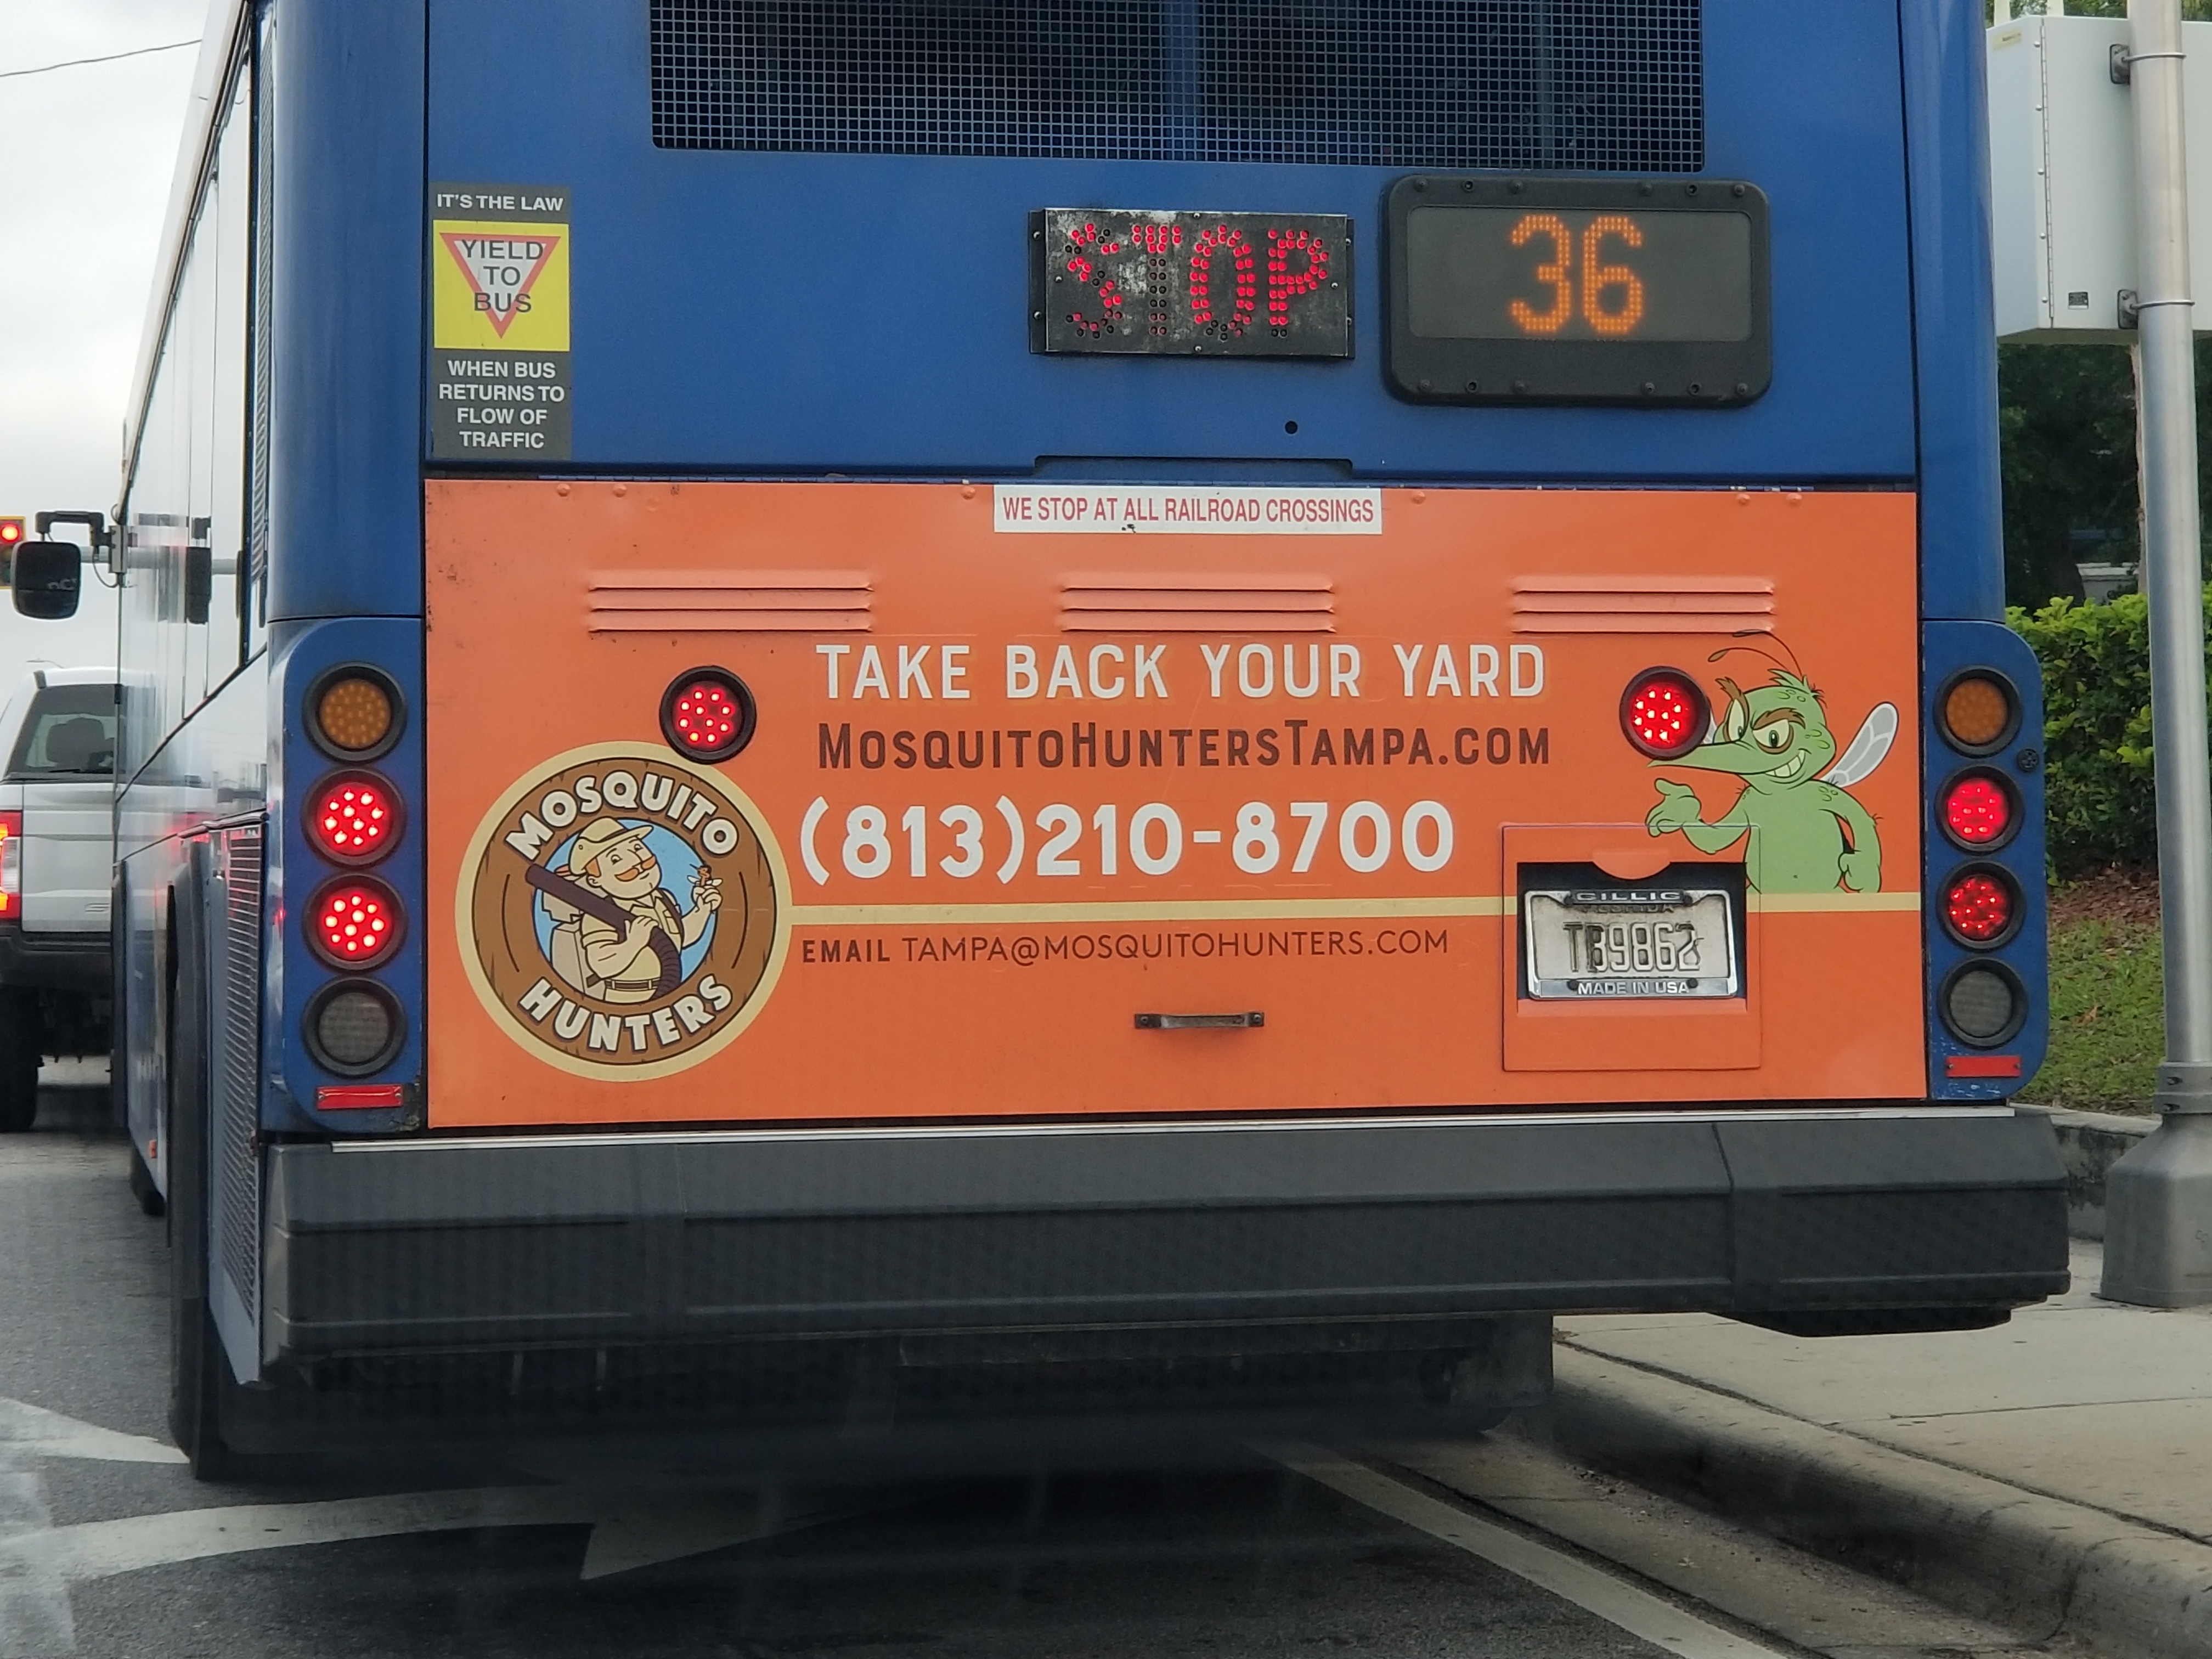 IT'S THE LAW
YIELD
TO
BUS
WHEN BUS
RETURNS TO
FLOW OF
TRAFFIC
STOP
36
WE STOP AT ALL RAILROAD CROSSINGS
TAKE BACK YOUR YARD
MOSQUITOHUNTERSTAMPA.COM
(813)210-8700
EMAIL TAMPA@MOSQUITOHUNTERS.COM
MOSQUITO
HUNTERS
GILLIG
TB9862
MADE IN USA